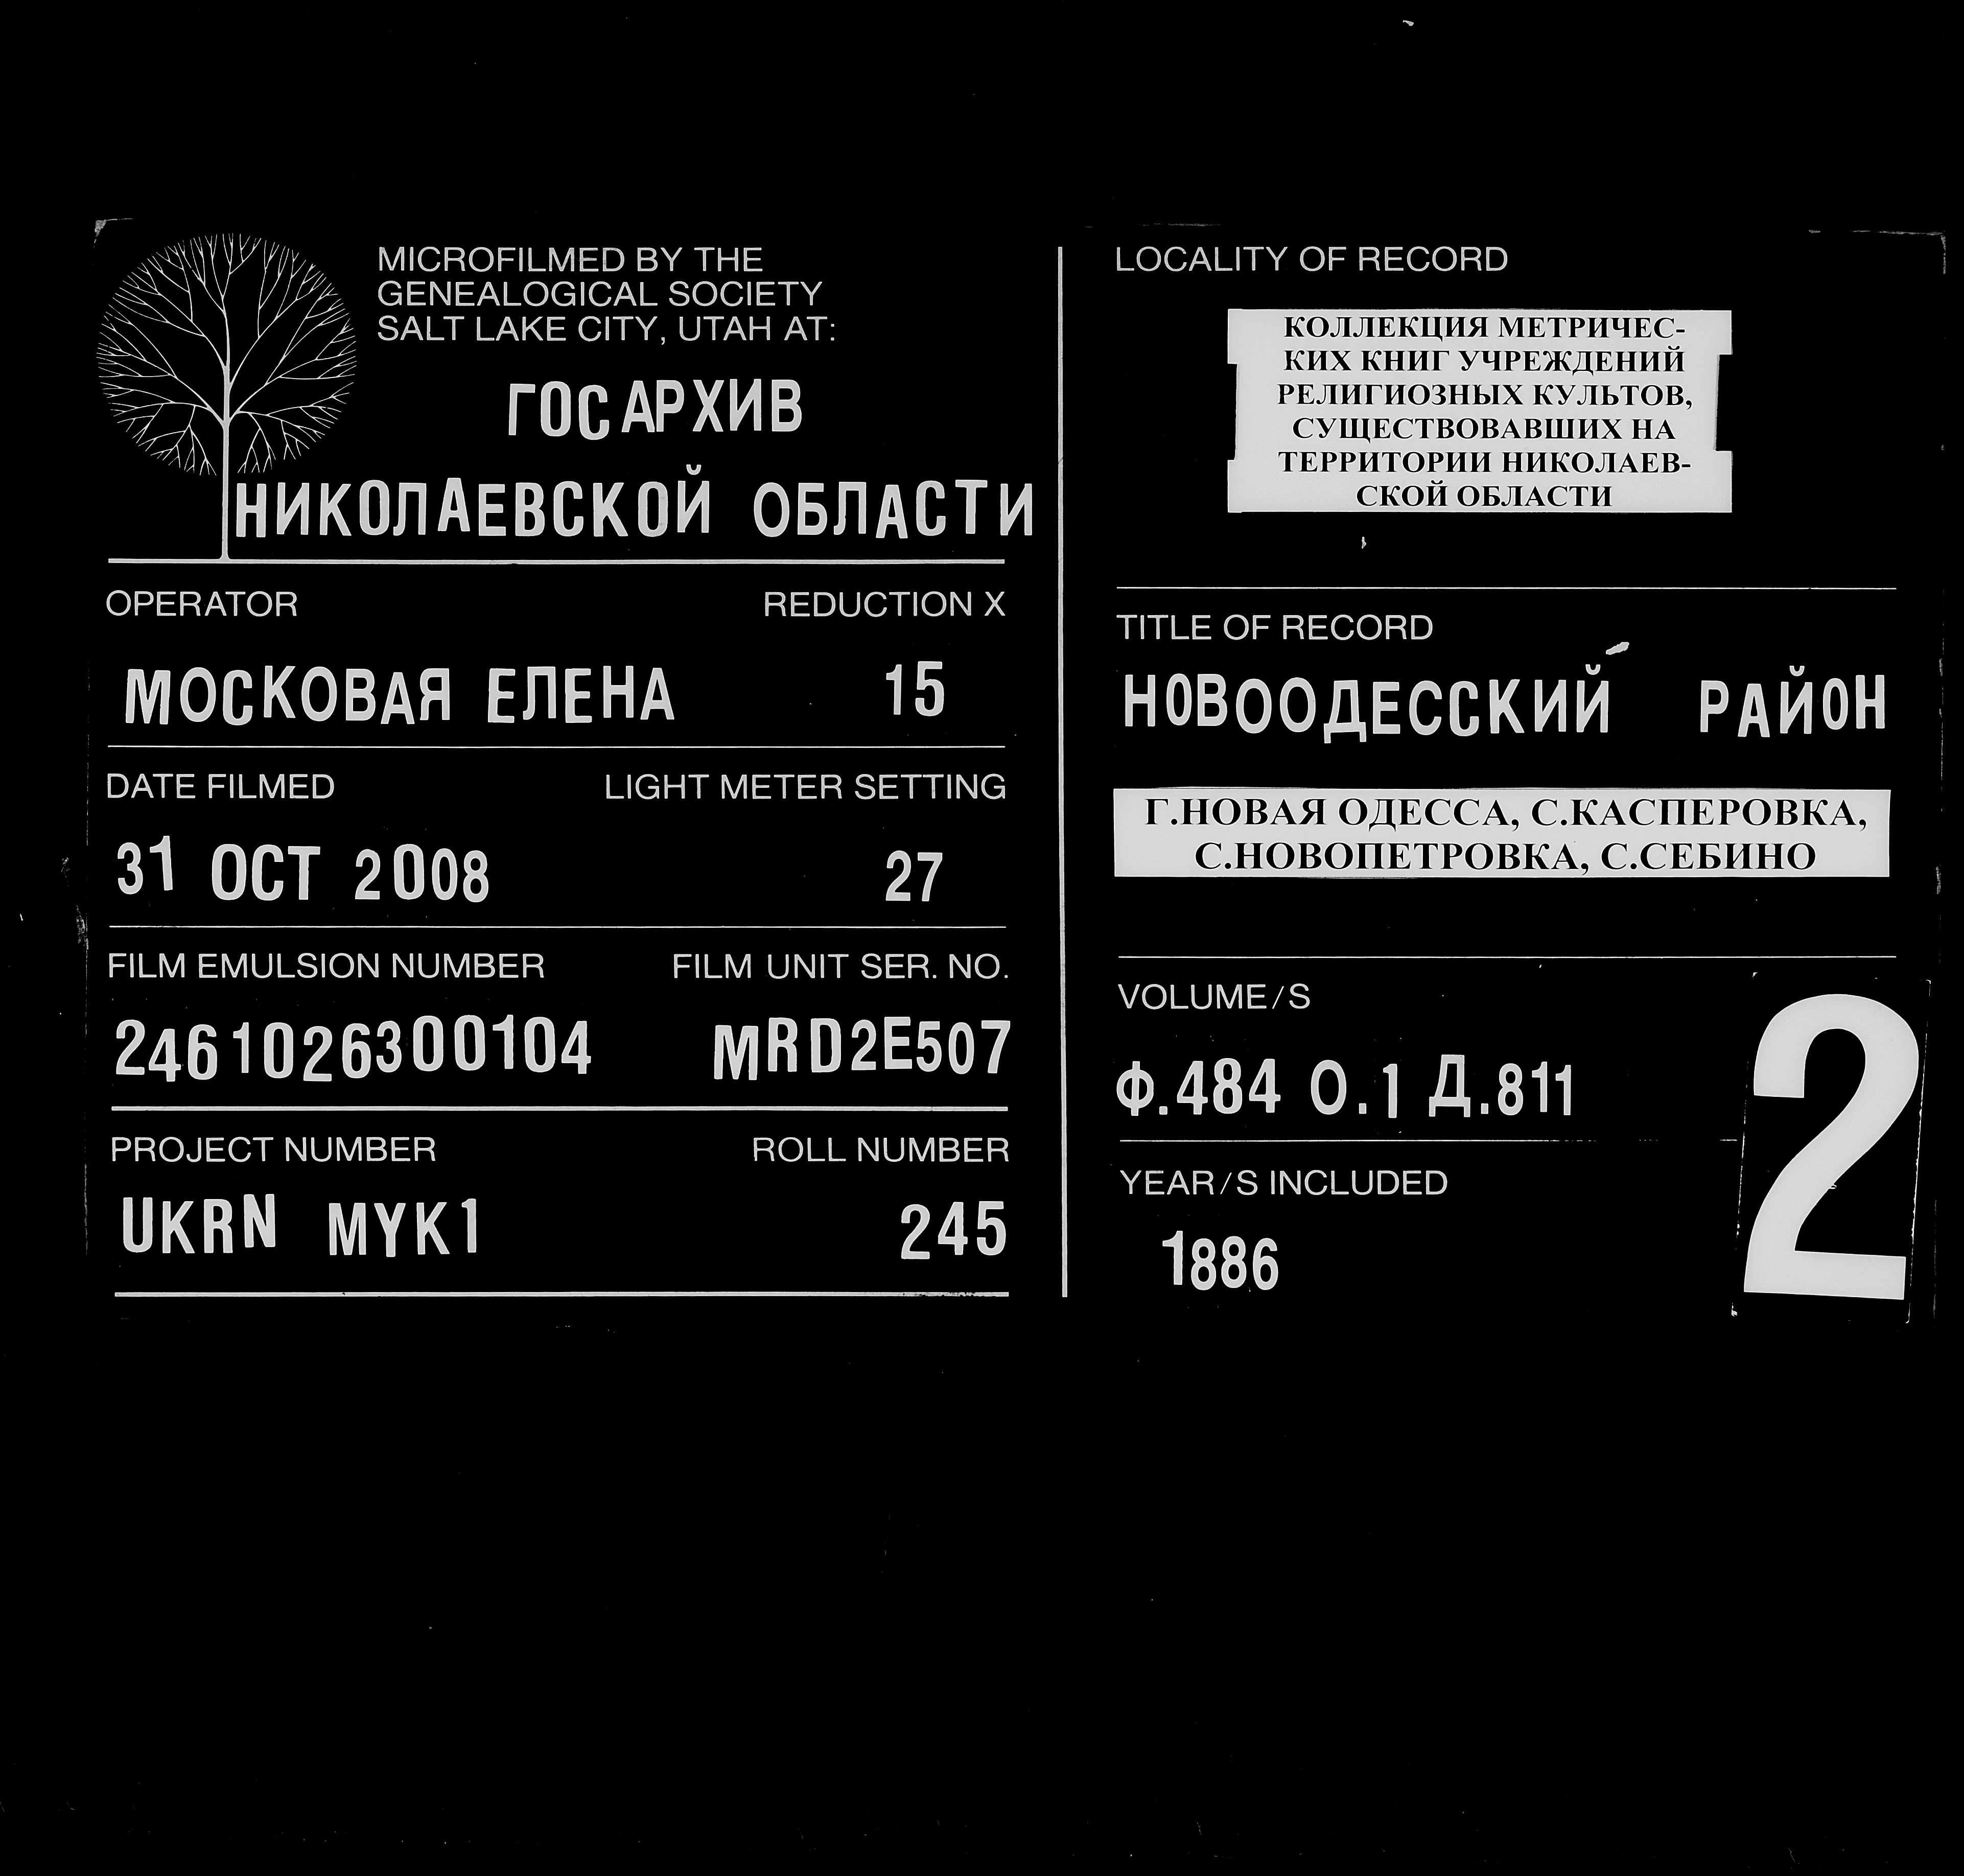 MICROFILMED BY THE
GENEALOGICAL SOCIETY
SALT LAKE CITY, UTAH AT:
ГОСАРХИВ
НИКОЛАЕВСКОЙ ОБЛАСТИ
OPERATOR REDUCTION X
МОСКОВАЯ ЕЛЕНА 15
DATE FILMED LIGHT METER SETTING
31 OCT 2008 27
FILM EMULSION NUMBER FILM UNIT SER. NO.
2461026300104 MRD2E507
PROJECT NUMBER ROLL NUMBER
UKRN MYK1 245
LOCALITY OF RECORD
КОЛЛЕКЦИЯ МЕТРИЧЕС-
КИХ КНИГ УЧРЕЖДЕНИЙ
РЕЛИГИОЗНЫХ КУЛЬТОВ,
СУЩЕСТВОВАВШИХ НА
ТЕРРИТОРИИ НИКОЛАЕВ-
СКОЙ ОБЛАСТИ
TITLE OF RECORD
НОВООДЕССКИЙ РАЙОН
Г.НОВАЯ ОДЕССА, С.КАСПЕРОВКА,
С.НОВОПЕТРОВКА, С.СЕБИНО
VOLUME/S
Ф.484 О.1 Д.811
YEAR/S INCLUDED
1886
2